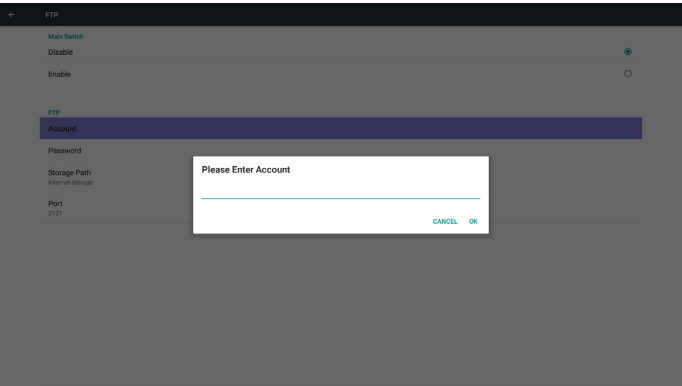 FTP
Main Switch
Disable
Enable
FTP
Account
Password
Storage Path
Internal storage
Port
2121
Please Enter Account
CANCEL OK